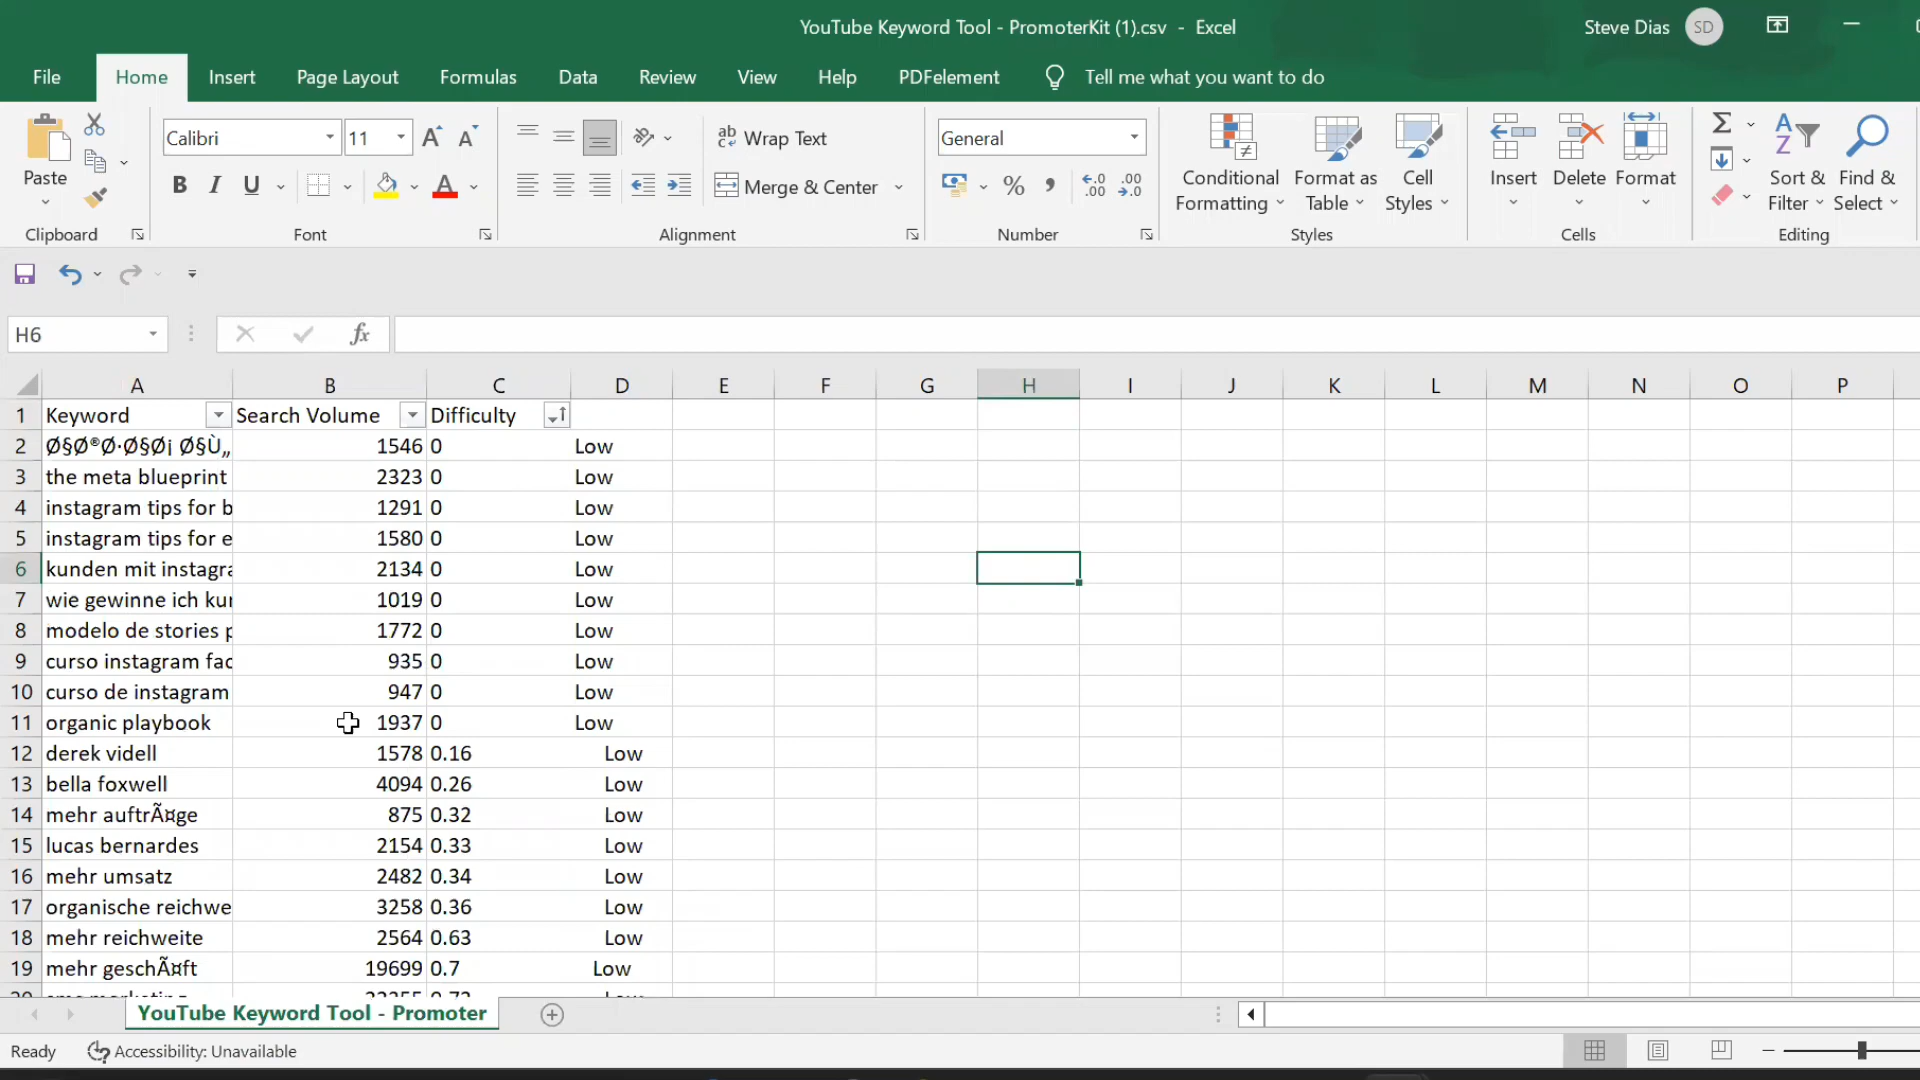 YouTube Keyword Tool - PromoterKit (1).csv - Excel
Steve Dias SD
File Home Insert Page Layout Formulas Data Review View Help PDFelement Tell me what you want to do
Paste
Clipboard
Calibri 11
B I U A
Font
Wrap Text
Merge & Center
Alignment
General
Number
Conditional Formatting
Format as Table
Cell Styles
Styles
Insert Delete Format
Cells
Sort & Filter
Find & Select
Editing
H6 fx
A B C D E F G H I J K L M N O P
1 Keyword Search Volume Difficulty
2 Ø§Ø®Ø·Ø§Ø¡ Ø§Ù„ 1546 0 Low
3 the meta blueprint 2323 0 Low
4 instagram tips for b 1291 0 Low
5 instagram tips for e 1580 0 Low
6 kunden mit instagra 2134 0 Low
7 wie gewinne ich kur 1019 0 Low
8 modelo de stories p 1772 0 Low
9 curso instagram fac 935 0 Low
10 curso de instagram 947 0 Low
11 organic playbook 1937 0 Low
12 derek videll 1578 0.16 Low
13 bella foxwell 4094 0.26 Low
14 mehr auftrÃ¤ge 875 0.32 Low
15 lucas bernardes 2154 0.33 Low
16 mehr umsatz 2482 0.34 Low
17 organische reichwe 3258 0.36 Low
18 mehr reichweite 2564 0.63 Low
19 mehr geschÃ¤ft 19699 0.7 Low
YouTube Keyword Tool - Promoter
Ready Accessibility: Unavailable